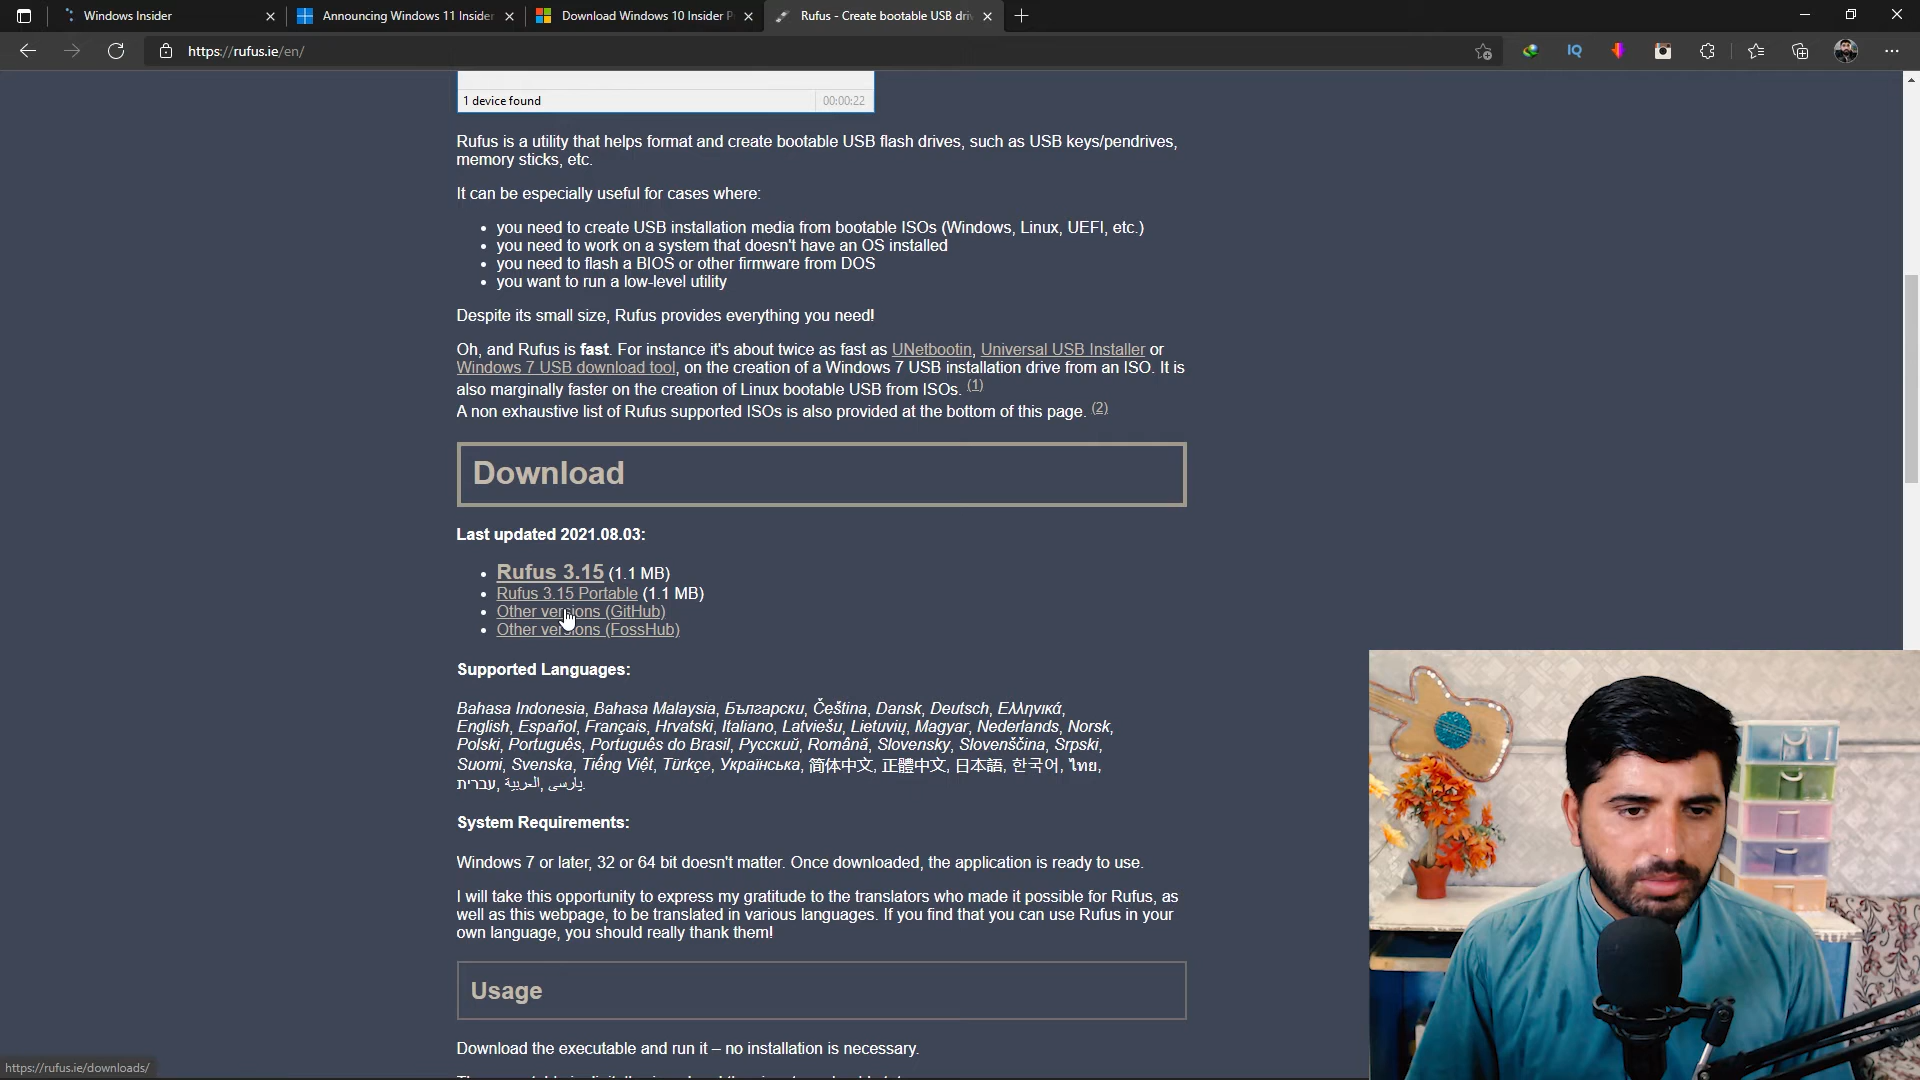 Windows Insider
Announcing Windows 11 Insider
Download Windows 10 Insider P
Rufus - Create bootable USB driv
https://rufus.ie/en/
IQ
1 device found
00:00:22
Rufus is a utility that helps format and create bootable USB flash drives, such as USB keys/pendrives,
memory sticks, etc.
It can be especially useful for cases where:
• you need to create USB installation media from bootable ISOs (Windows, Linux, UEFI, etc.)
• you need to work on a system that doesn't have an OS installed
• you need to flash a BIOS or other firmware from DOS
• you want to run a low-level utility
Despite its small size, Rufus provides everything you need!
Oh, and Rufus is fast. For instance it's about twice as fast as UNetbootin, Universal USB Installer or
Windows 7 USB download tool, on the creation of a Windows 7 USB installation drive from an ISO. It is
also marginally faster on the creation of Linux bootable USB from ISOs. (1)
A non exhaustive list of Rufus supported ISOs is also provided at the bottom of this page. (2)
Download
Last updated 2021.08.03:
• Rufus 3.15 (1.1 MB)
• Rufus 3.15 Portable (1.1 MB)
• Other versions (GitHub)
• Other versions (FossHub)
Supported Languages:
Bahasa Indonesia, Bahasa Malaysia, Български, Čeština, Dansk, Deutsch, Ελληνικά,
English, Español, Français, Hrvatski, Italiano, Latviešu, Lietuvių, Magyar, Nederlands, Norsk,
Polski, Português, Português do Brasil, Русский, Română, Slovensky, Slovenščina, Srpski,
Suomi, Svenska, Tiếng Việt, Türkçe, Українська, 简体中文, 正體中文, 日本語, 한국어, ไทย,
עברית, العربية, پارسی.
System Requirements:
Windows 7 or later, 32 or 64 bit doesn't matter. Once downloaded, the application is ready to use.
I will take this opportunity to express my gratitude to the translators who made it possible for Rufus, as
well as this webpage, to be translated in various languages. If you find that you can use Rufus in your
own language, you should really thank them!
Usage
Download the executable and run it – no installation is necessary.
https://rufus.ie/downloads/